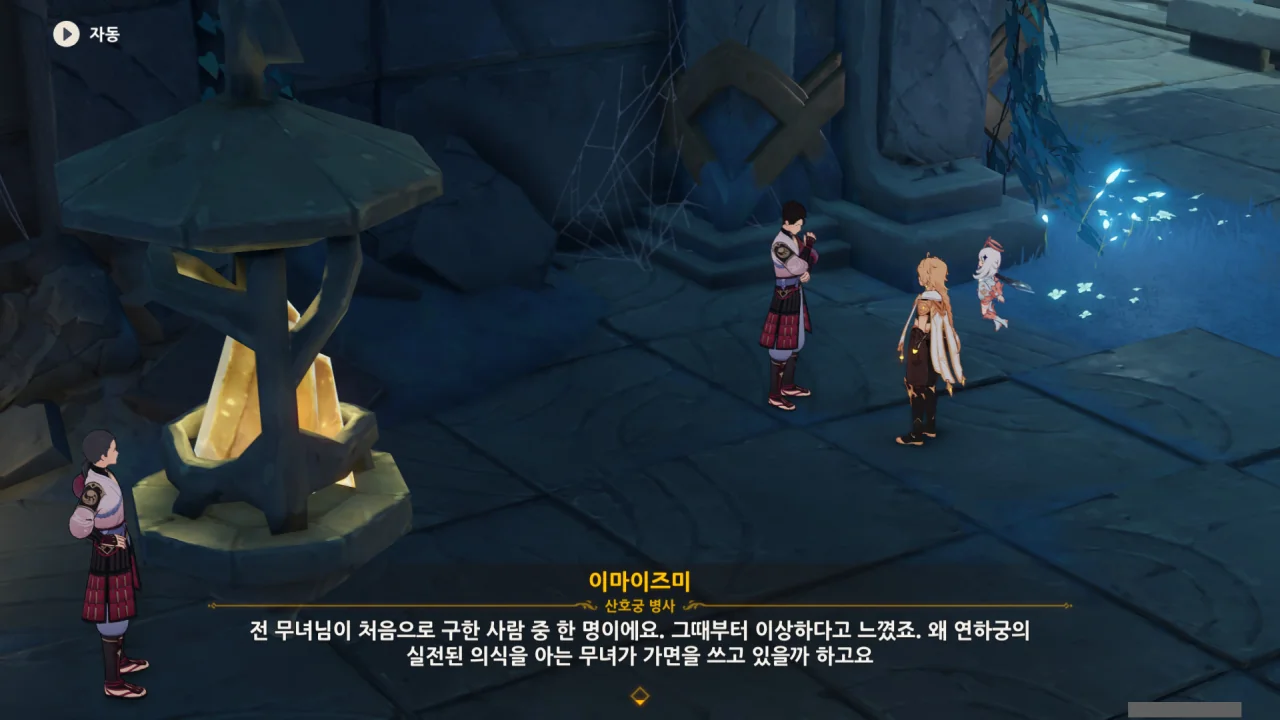 자동
이마이즈미
산호궁 병사
전 무녀님이 처음으로 구한 사람 중 한 명이에요. 그때부터 이상하다고 느꼈죠. 왜 연하궁의
실전된 의식을 아는 무녀가 가면을 쓰고 있을까 하고요